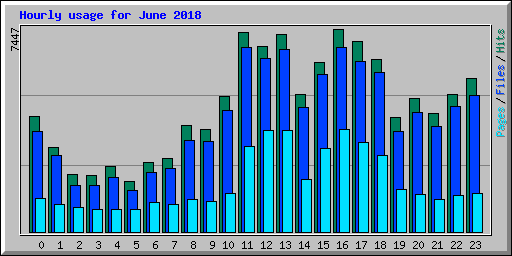 Hourly usage for June 2018
7447
Pages / Files / Hits
0 1 2 3 4 5 6 7 8 9 10 11 12 13 14 15 16 17 18 19 20 21 22 23